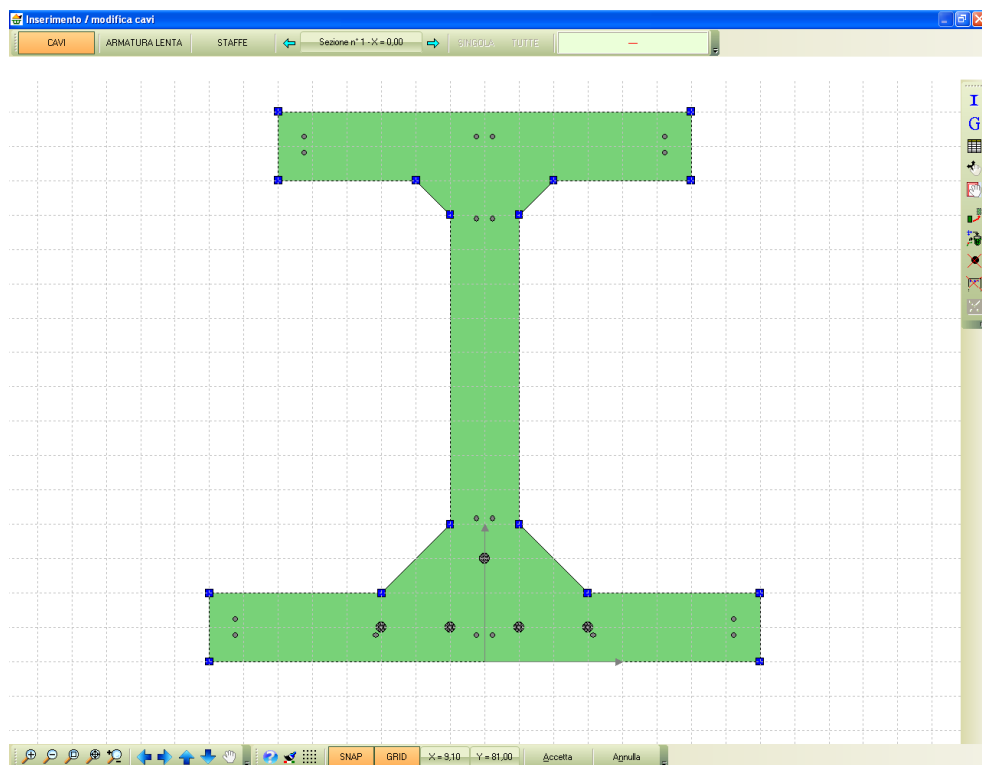 Inserimento / modifica cavi
CAVI ARMATURA LENTA STAFFE Sezione n° 1 - X = 0,00 SINGOLA TUTTE —
I
G
SNAP GRID X = 9,10 Y = 81,00 Accetta Annulla